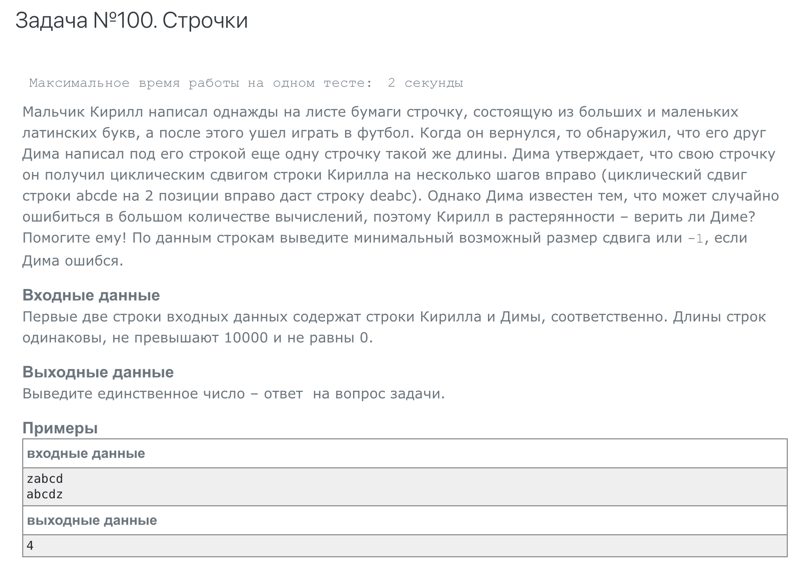 Задача №100. Строчки
Максимальное время работы на одном тесте: 2 секунды
Мальчик Кирилл написал однажды на листе бумаги строчку, состоящую из больших и маленьких
латинских букв, а после этого ушел играть в футбол. Когда он вернулся, то обнаружил, что его друг
Дима написал под его строкой еще одну строчку такой же длины. Дима утверждает, что свою строчку
он получил циклическим сдвигом строки Кирилла на несколько шагов вправо (циклический сдвиг
строки abcde на 2 позиции вправо даст строку deabc). Однако Дима известен тем, что может случайно
ошибиться в большом количестве вычислений, поэтому Кирилл в растерянности – верить ли Диме?
Помогите ему! По данным строкам выведите минимальный возможный размер сдвига или -1, если
Дима ошибся.
Входные данные
Первые две строки входных данных содержат строки Кирилла и Димы, соответственно. Длины строк
одинаковы, не превышают 10000 и не равны 0.
Выходные данные
Выведите единственное число – ответ на вопрос задачи.
Примеры
входные данные
zabcd
abcdz
выходные данные
4